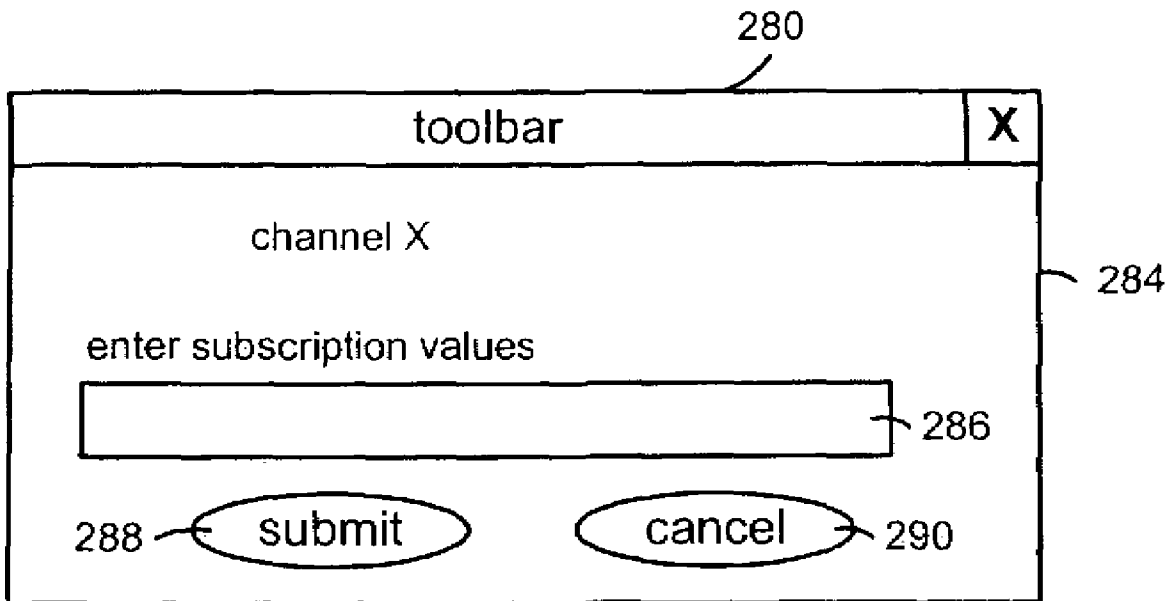 280
toolbar X
channel X
284
enter subscription values
286
288 submit cancel 290